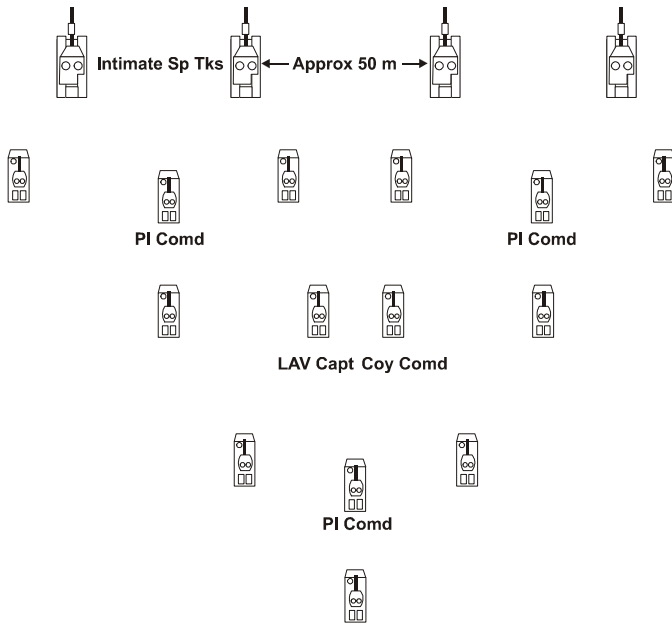 Intimate Sp Tks
Approx 50 m
Pl Comd
Pl Comd
LAV Capt
Coy Comd
Pl Comd